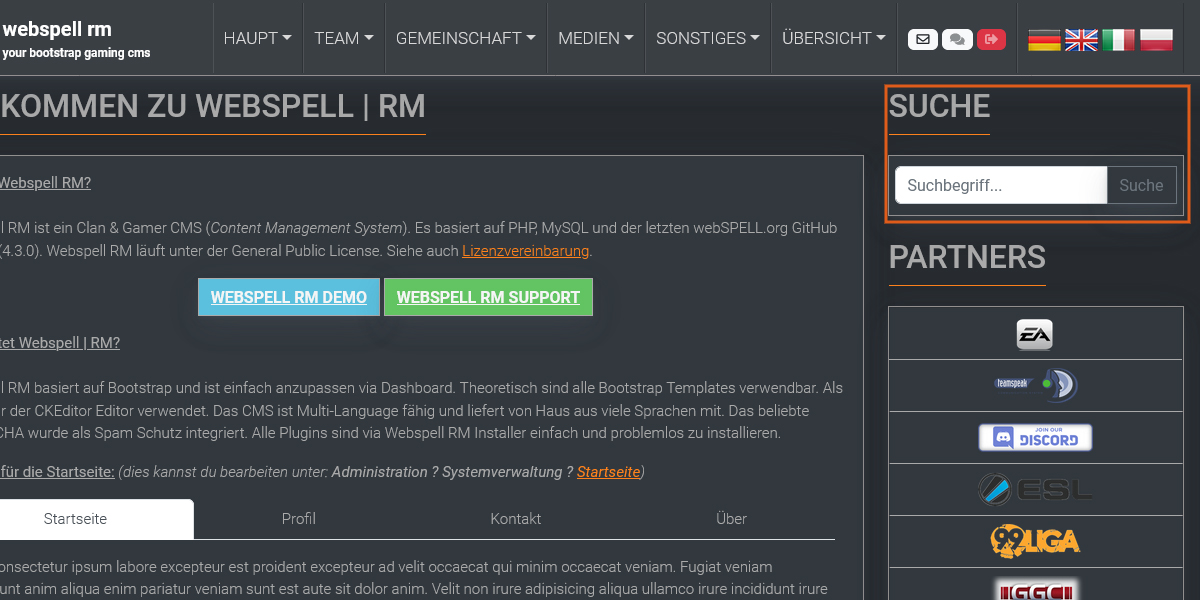 webspell rm
your bootstrap gaming cms
HAUPT
TEAM
GEMEINSCHAFT
MEDIEN
SONSTIGES
ÜBERSICHT
KOMMEN ZU WEBSPELL | RM
Webspell RM?
l RM ist ein Clan & Gamer CMS (Content Management System). Es basiert auf PHP, MySQL und der letzten webSPELL.org GitHub
(4.3.0). Webspell RM läuft unter der General Public License. Siehe auch Lizenzvereinbarung.
WEBSPELL RM DEMO
WEBSPELL RM SUPPORT
tet Webspell | RM?
l RM basiert auf Bootstrap und ist einfach anzupassen via Dashboard. Theoretisch sind alle Bootstrap Templates verwendbar. Als
r der CKEditor Editor verwendet. Das CMS ist Multi-Language fähig und liefert von Haus aus viele Sprachen mit. Das beliebte
CHA wurde als Spam Schutz integriert. Alle Plugins sind via Webspell RM Installer einfach und problemlos zu installieren.
für die Startseite: (dies kannst du bearbeiten unter: Administration ? Systemverwaltung ? Startseite)
Startseite
Profil
Kontakt
Über
onsectetur ipsum labore excepteur est proident excepteur ad velit occaecat qui minim occaecat veniam. Fugiat veniam
unt anim aliqua enim pariatur veniam sunt est aute sit dolor anim. Velit non irure adipisicing aliqua ullamco irure incididunt irure
SUCHE
Suchbegriff...
Suche
PARTNERS
EA
teamspeak
JOIN OUR
DISCORD
ESL
99LIGA
GGC